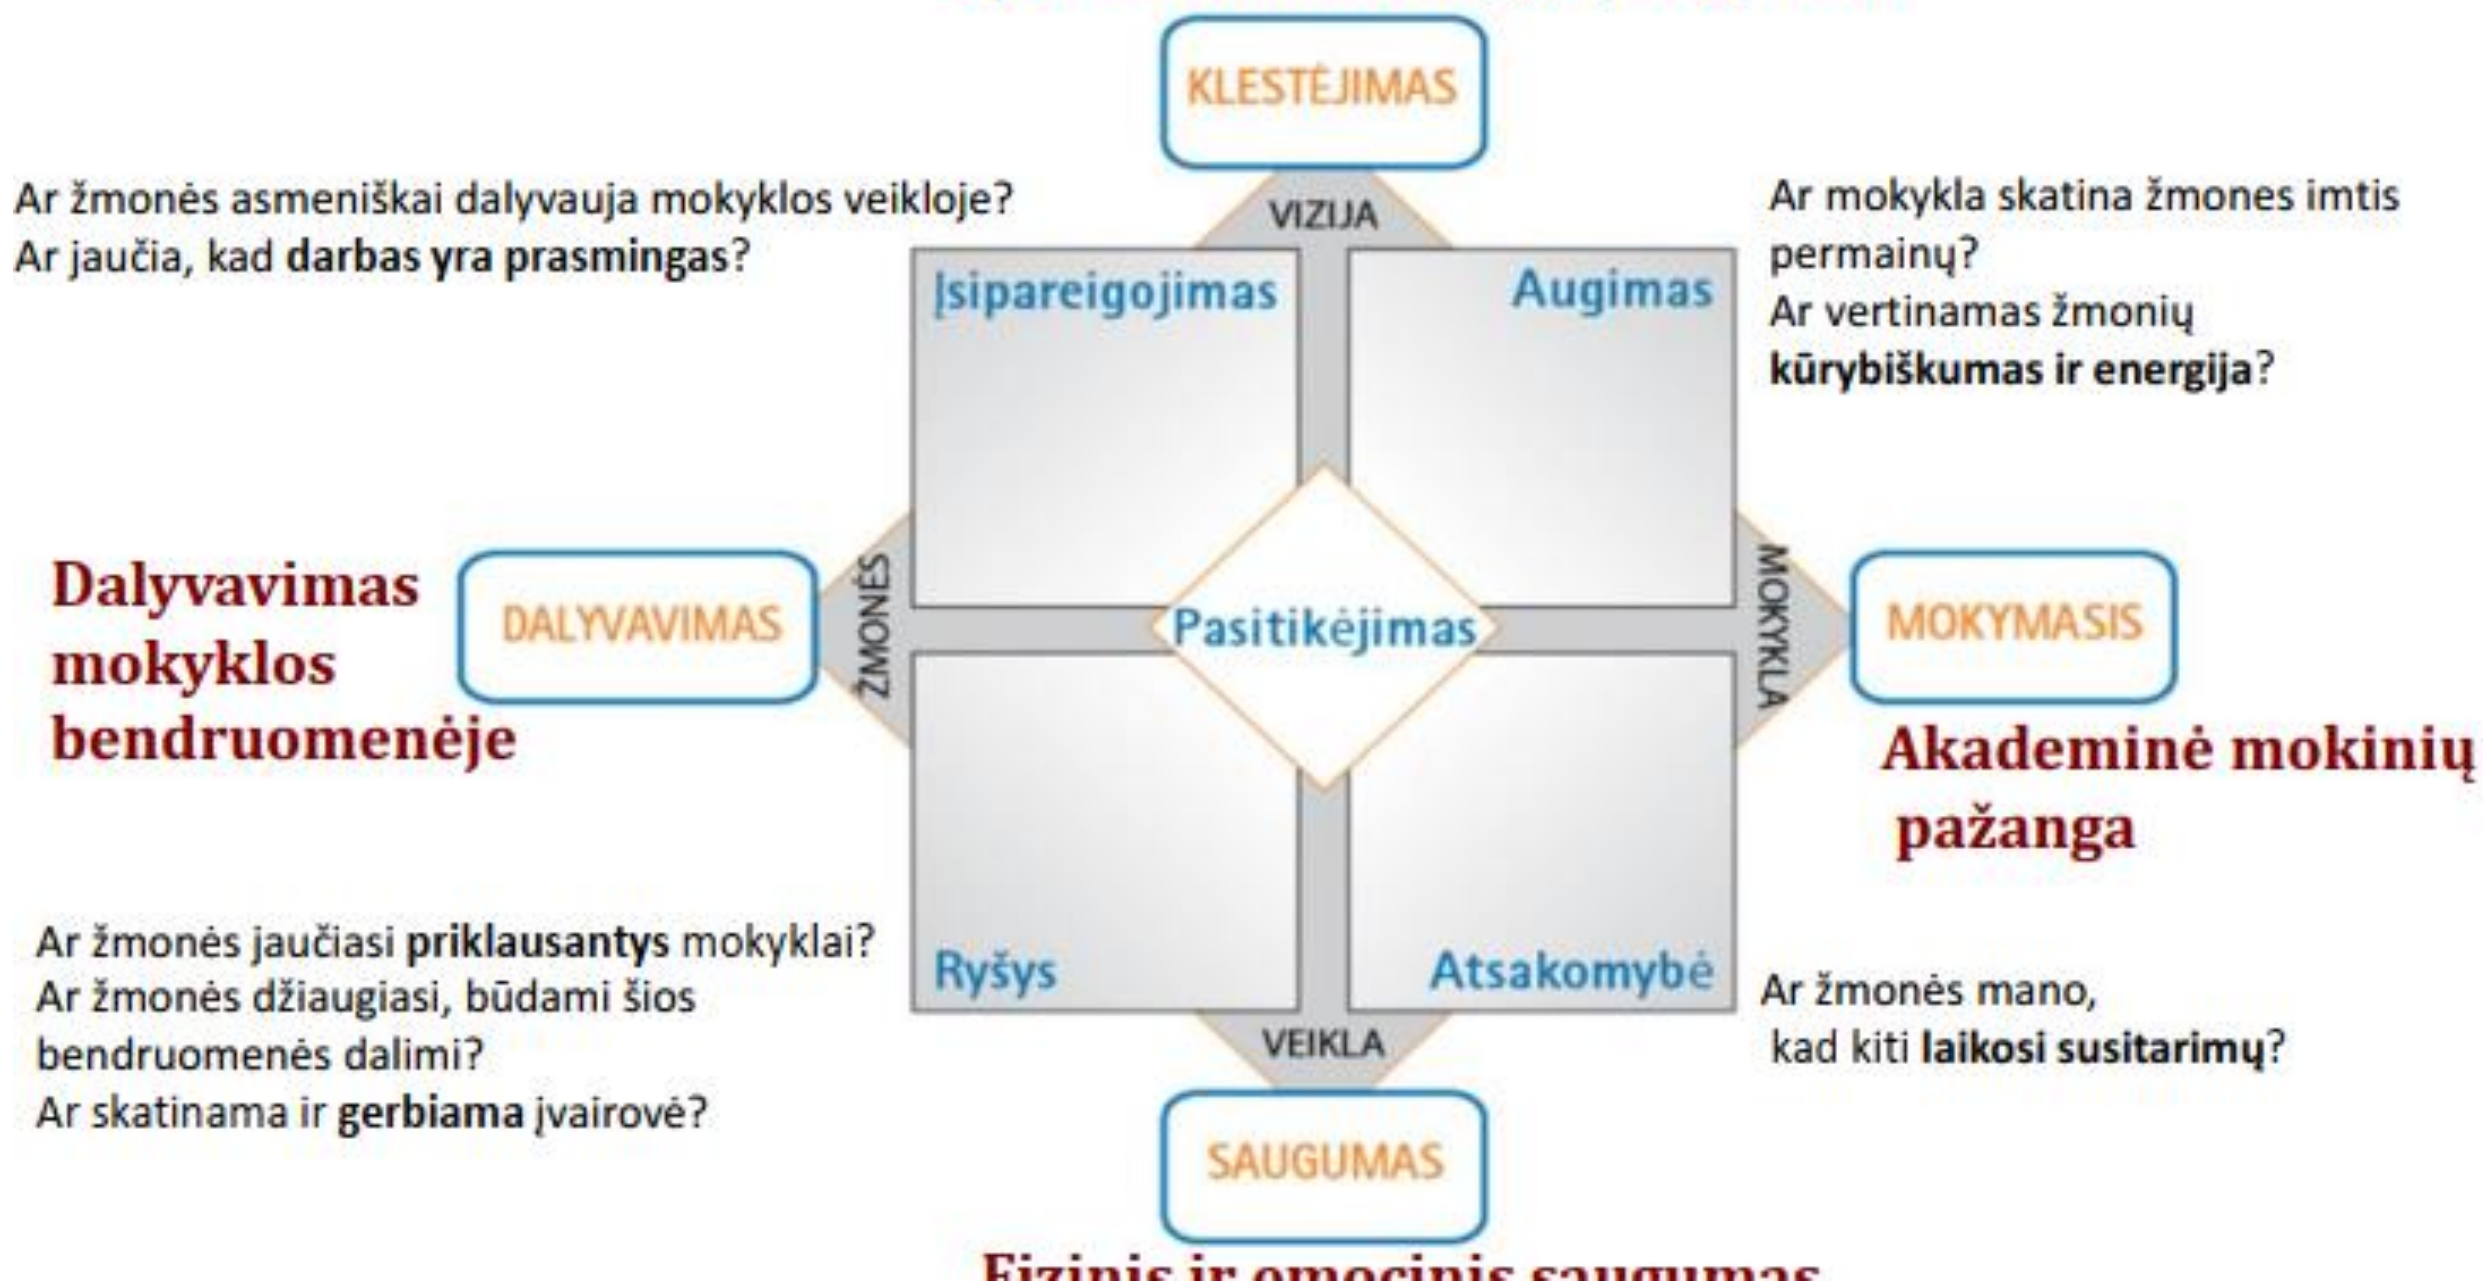 KLESTĖJIMAS
Ar žmonės asmeniškai dalyvauja mokyklos veikloje?
Ar jaučia, kad darbas yra prasmingas?
VIZIJA
Ar mokykla skatina žmones imtis
permainų?
Ar vertinamas žmonių
kūrybiškumas ir energija?
Įsipareigojimas
Augimas
Dalyvavimas
mokyklos
bendruomenėje
DALYVAVIMAS
ŽMONĖS
Pasitikėjimas
MOKYKLA
MOKYMASIS
Akademinė mokinių
pažanga
Ar žmonės jaučiasi priklausantys mokyklai?
Ar žmonės džiaugiasi, būdami šios
bendruomenės dalimi?
Ar skatinama ir gerbiama įvairovė?
Ryšys
Atsakomybė
Ar žmonės mano,
kad kiti laikosi susitarimų?
VEIKLA
SAUGUMAS
Fizinis ir emocinis saugumas